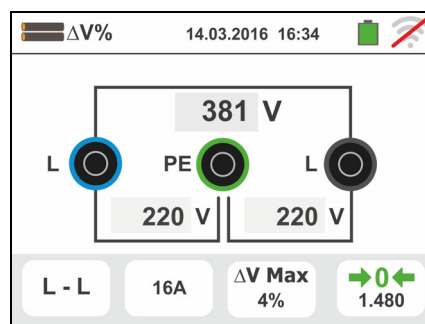 ΔV% 14.03.2016 16:34
381 V
L PE L
220 V 220 V
L - L 16A ΔV Max 4% →0← 1.480